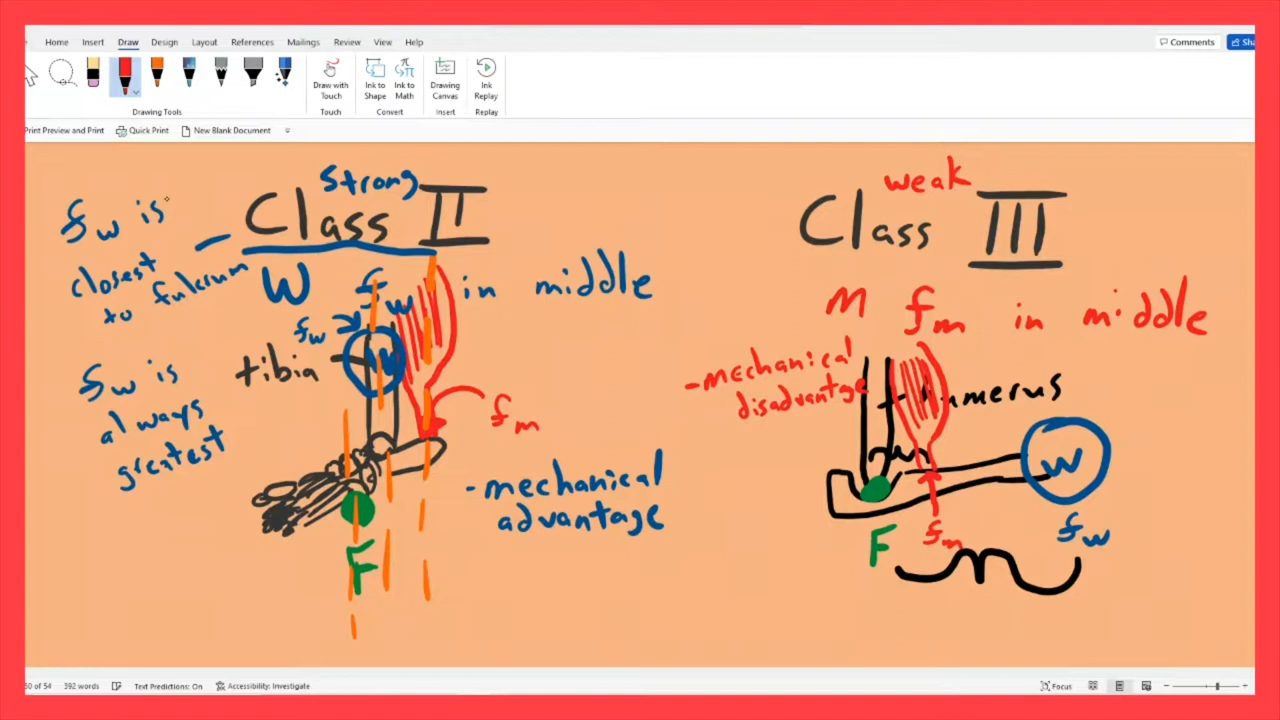 Home Insert Draw Design Layout References Mailings Review View Help
Comments
Sha
Draw with Touch
Ink to Shape
Ink to Math
Drawing Canvas
Ink Replay
Drawing Tools
Touch
Convert
Insert
Replay
Print Preview and Print
Quick Print
New Blank Document
fw is
closest
to fulcrum
fw is
always
greatest
Strong
Class II
W fw in middle
fw
tibia
W
fm
- mechanical
advantage
F
weak
Class III
M fm in middle
- mechanical
disadvantage
humerus
W
F
fm
fw
0 of 54
392 words
Text Predictions: On
Accessibility: Investigate
Focus